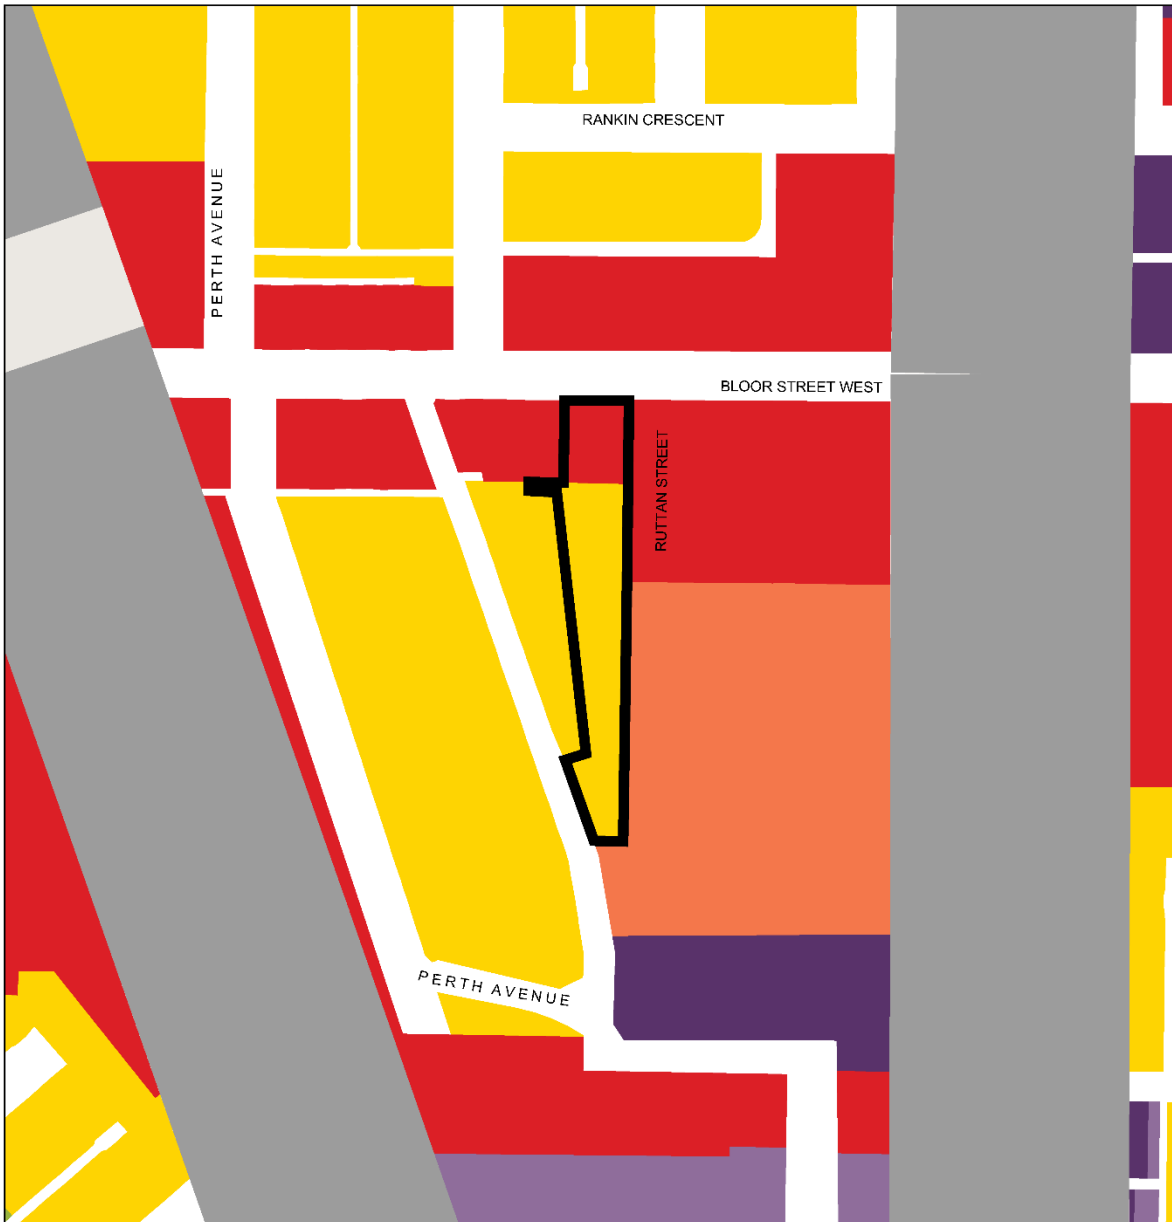 RANKIN CRESCENT
PERTH AVENUE
BLOOR STREET WEST
RUTTAN STREET
PERTH AVENUE